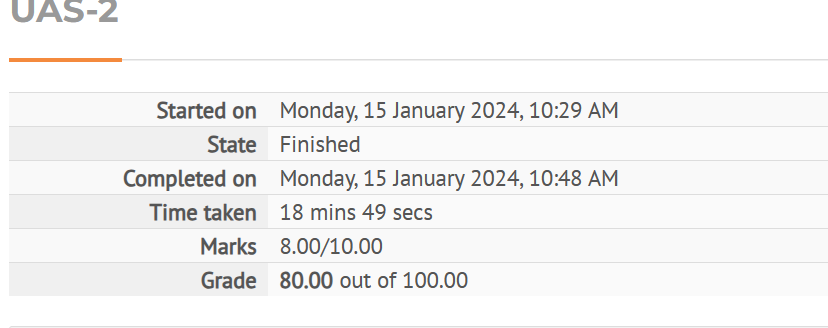 UAS-2
Started on Monday, 15 January 2024, 10:29 AM
State Finished
Completed on Monday, 15 January 2024, 10:48 AM
Time taken 18 mins 49 secs
Marks 8.00/10.00
Grade 80.00 out of 100.00